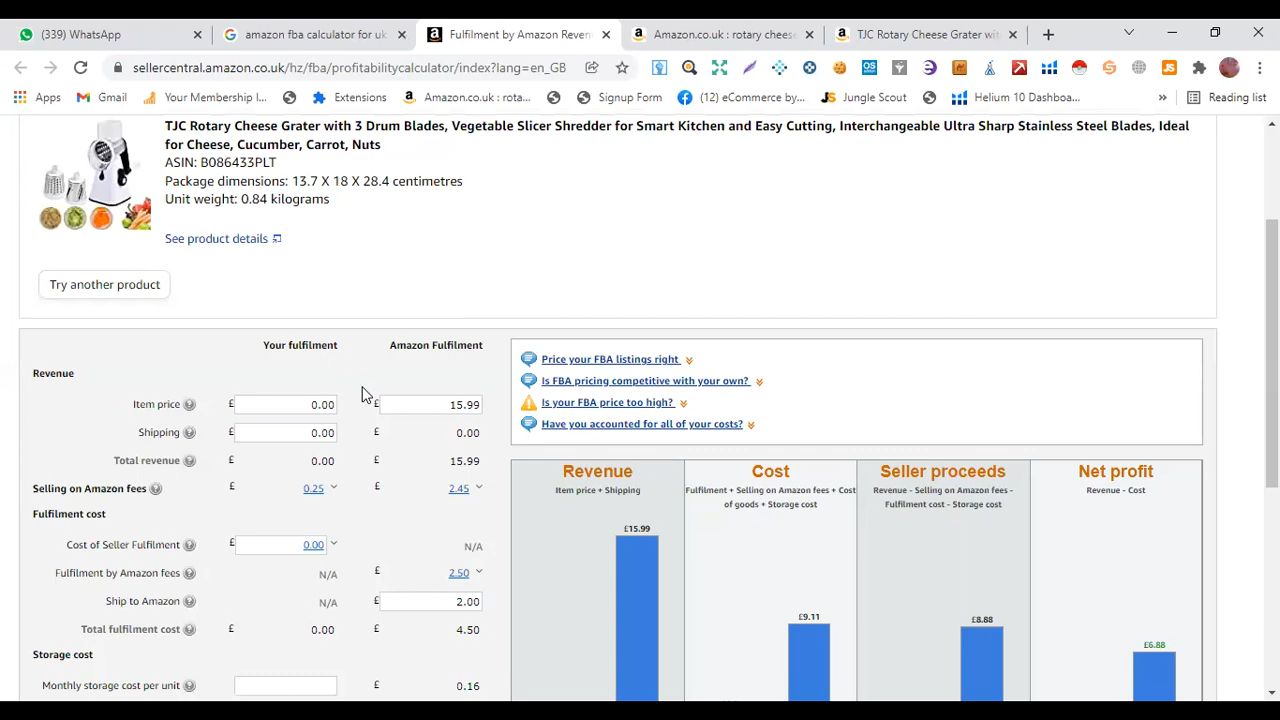 (339) WhatsApp
amazon fba calculator for uk
Fulfilment by Amazon Reven
Amazon.co.uk : rotary cheese
TJC Rotary Cheese Grater with
sellercentral.amazon.co.uk/hz/fba/profitabilitycalculator/index?lang=en_GB
Apps Gmail Your Membership I... Extensions Amazon.co.uk : rota... Signup Form (12) eCommerce by... Jungle Scout Helium 10 Dashboa... » Reading list
TJC Rotary Cheese Grater with 3 Drum Blades, Vegetable Slicer Shredder for Smart Kitchen and Easy Cutting, Interchangeable Ultra Sharp Stainless Steel Blades, Ideal
for Cheese, Cucumber, Carrot, Nuts
ASIN: B086433PLT
Package dimensions: 13.7 X 18 X 28.4 centimetres
Unit weight: 0.84 kilograms
See product details
Try another product
Your fulfilment Amazon Fulfilment
Revenue
Item price £ 0.00 £ 15.99
Shipping £ 0.00 £ 0.00
Total revenue £ 0.00 £ 15.99
Selling on Amazon fees £ 0.25 £ 2.45
Fulfilment cost
Cost of Seller Fulfilment £ 0.00 N/A
Fulfilment by Amazon fees N/A £ 2.50
Ship to Amazon N/A £ 2.00
Total fulfilment cost £ 0.00 £ 4.50
Storage cost
Monthly storage cost per unit £ 0.16
Price your FBA listings right
Is FBA pricing competitive with your own?
Is your FBA price too high?
Have you accounted for all of your costs?
Revenue
Item price + Shipping
£15.99
Cost
Fulfilment + Selling on Amazon fees + Cost
of goods + Storage cost
£9.11
Seller proceeds
Revenue - Selling on Amazon fees -
Fulfilment cost - Storage cost
£8.88
Net profit
Revenue - Cost
£6.88